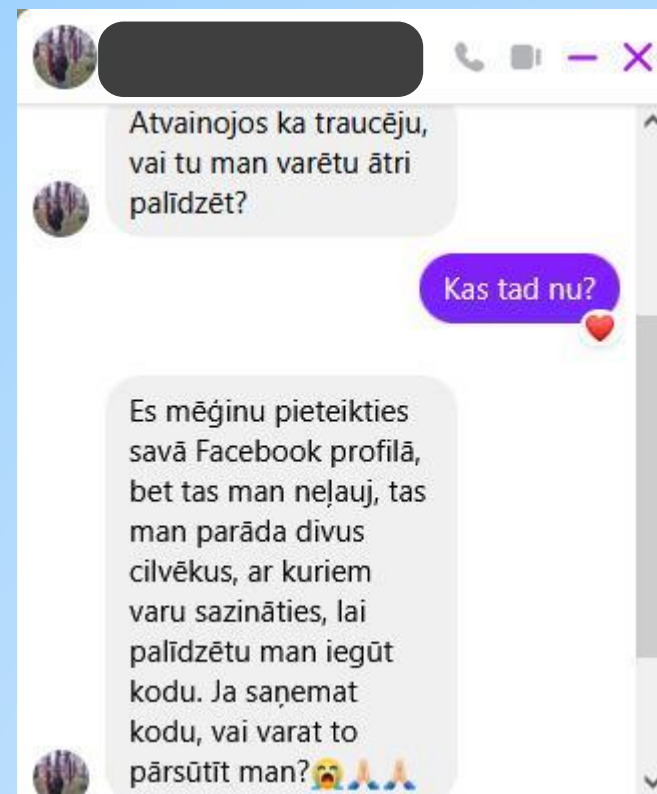 Atvainojos ka traucēju,
vai tu man varētu ātri
palīdzēt?
Kas tad nu?
Es mēģinu pieteikties
savā Facebook profilā,
bet tas man neļauj, tas
man parāda divus
cilvēkus, ar kuriem
varu sazināties, lai
palīdzētu man iegūt
kodu. Ja saņemat
kodu, vai varat to
pārsūtīt man?😭🙏🏻🙏🏻